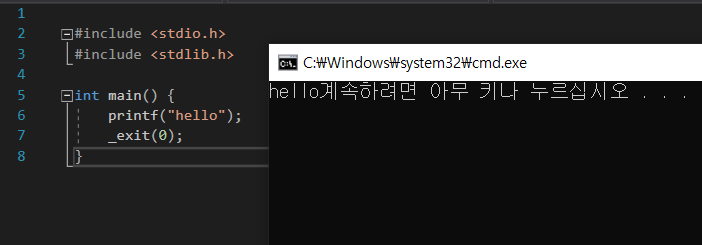 1
2 #include <stdio.h>
3 #include <stdlib.h>
4
5 int main() {
6 printf("hello");
7 _exit(0);
8 }
C:₩Windows₩system32₩cmd.exe
hello계속하려면 아무 키나 누르십시오 . . .